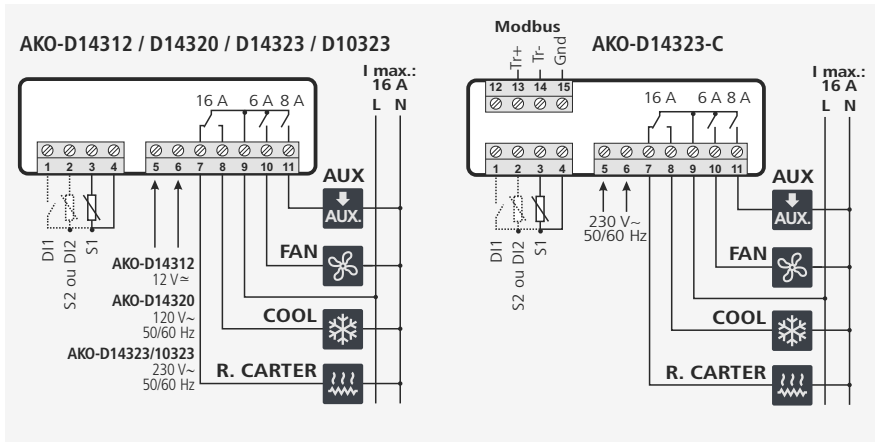 AKO-D14312 / D14320 / D14323 / D10323
I max.:
16 A
L N
16 A 6 A 8 A
1 2 3 4 5 6 7 8 9 10 11
DI1
S2 ou DI2
S1
AKO-D14312
12 V≂
AKO-D14320
120 V~
50/60 Hz
AKO-D14323/10323
230 V~
50/60 Hz
AUX
AUX.
FAN
COOL
R. CARTER
Modbus
Tr+
Tr-
Gnd
AKO-D14323-C
I max.:
16 A
L N
12 13 14 15
16 A 6 A 8 A
1 2 3 4 5 6 7 8 9 10 11
DI1
S2 ou DI2
S1
230 V~
50/60 Hz
AUX
AUX.
FAN
COOL
R. CARTER